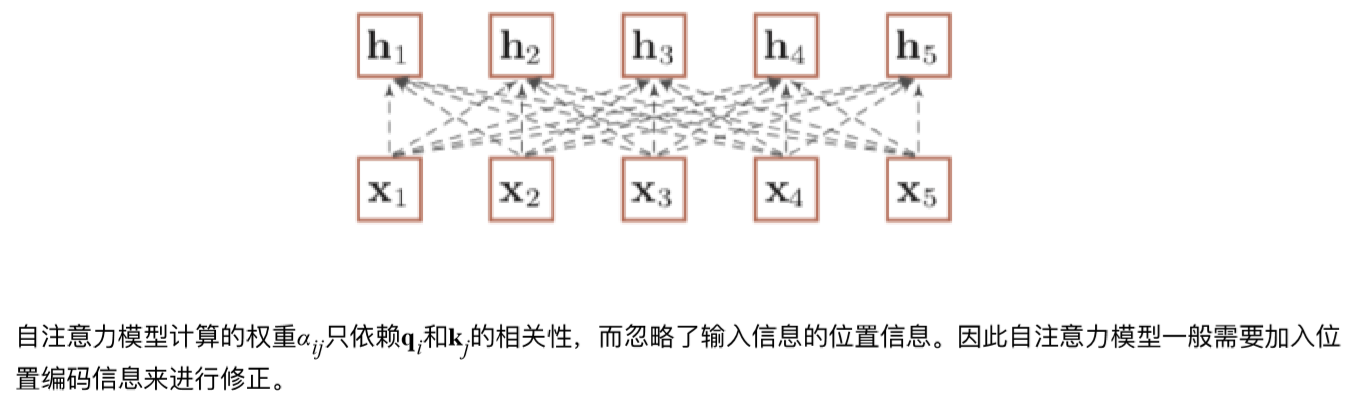 h₁ h₂ h₃ h₄ h₅
x₁ x₂ x₃ x₄ x₅
自注意力模型计算的权重αᵢⱼ只依赖qᵢ和kⱼ的相关性，而忽略了输入信息的位置信息。因此自注意力模型一般需要加入位
置编码信息来进行修正。